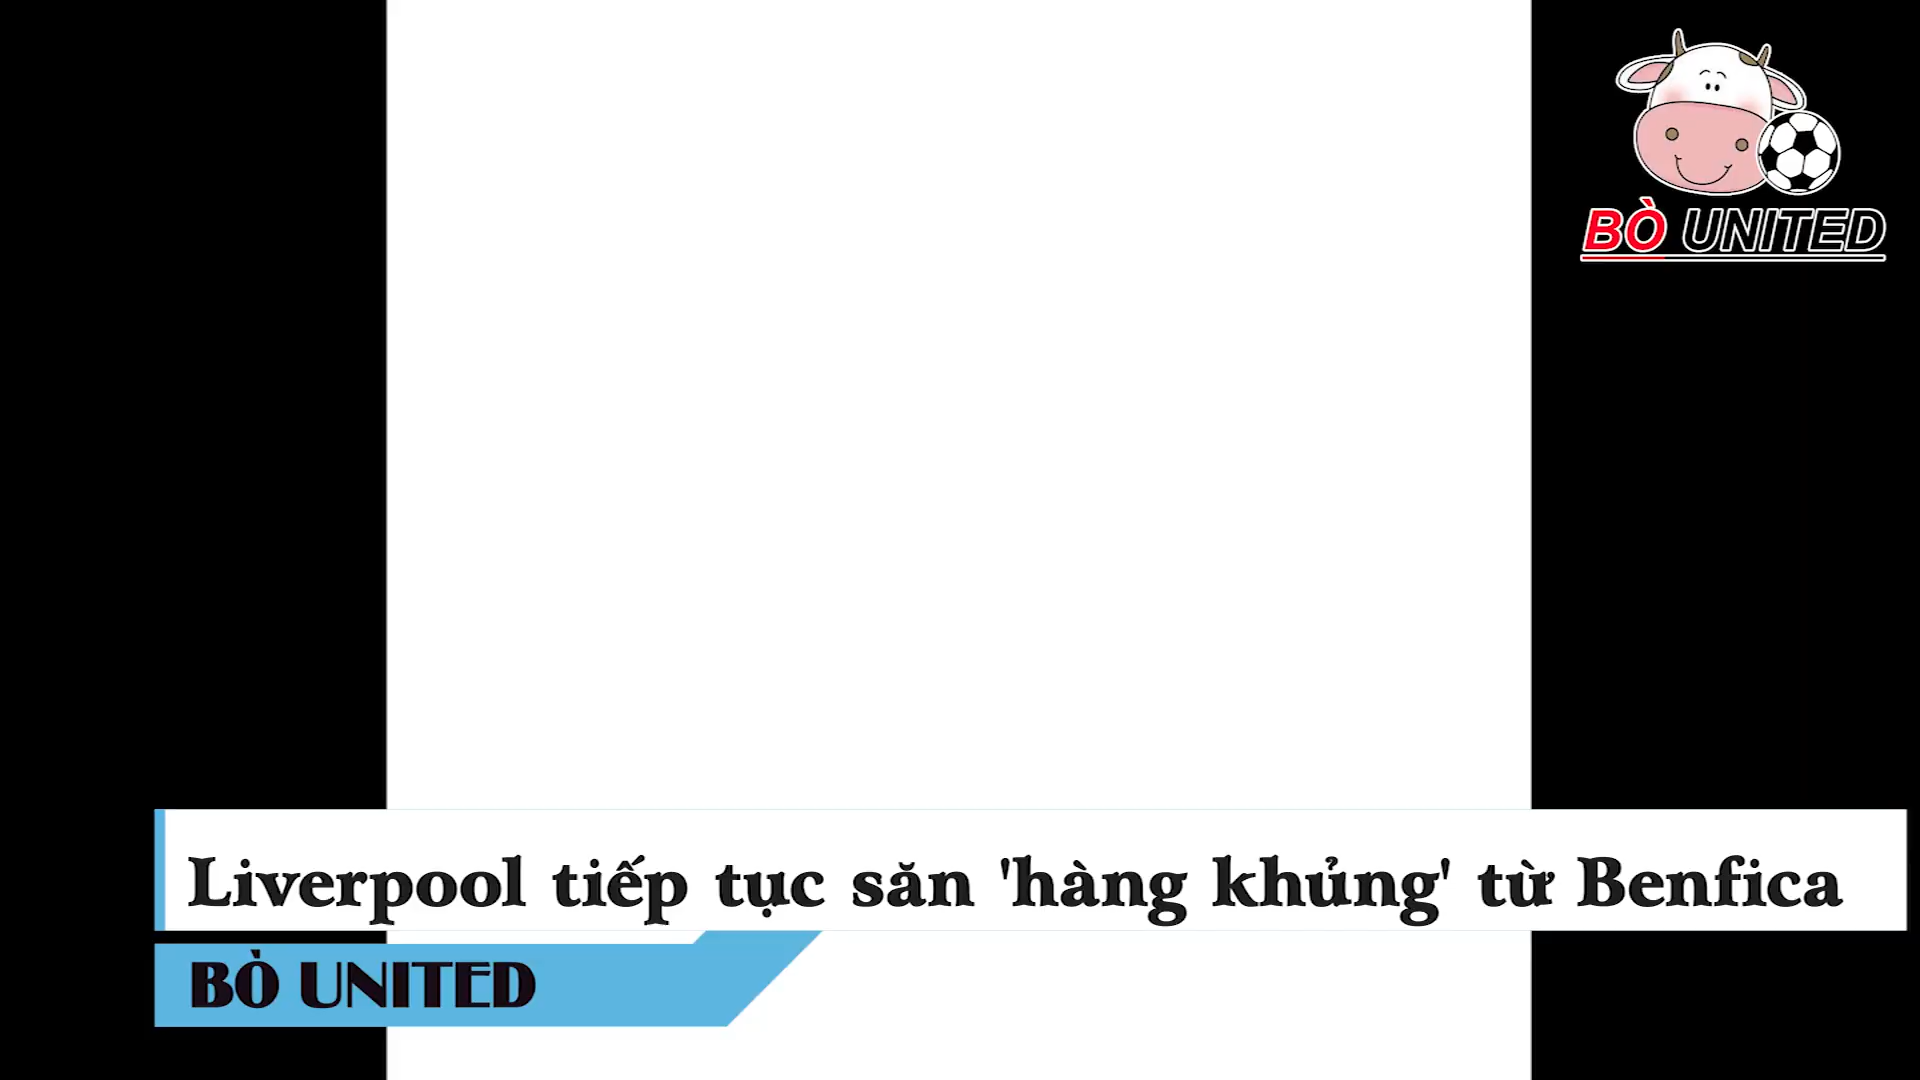 BÒ UNITED
Liverpool tiếp tục săn 'hàng khủng' từ Benfica
BÒ UNITED